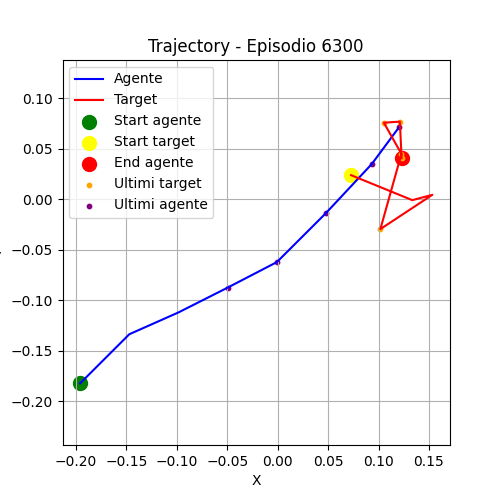 Trajectory - Episodio 6300
Agente
Target
Start agente
Start target
End agente
Ultimi target
Ultimi agente
0.10
0.05
0.00
−0.05
−0.10
−0.15
−0.20
−0.20 −0.15 −0.10 −0.05 0.00 0.05 0.10 0.15
X